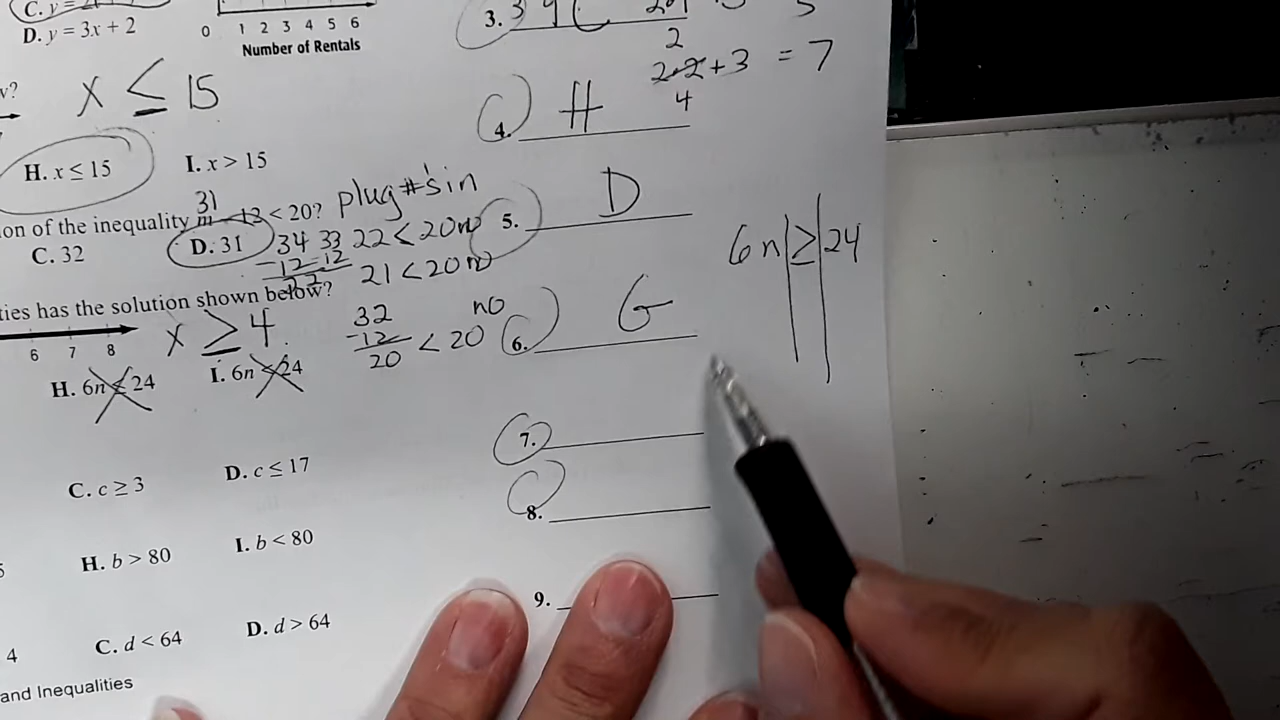 C. y =
D. y = 3x + 2
0 1 2 3 4 5 6
Number of Rentals
3.
2
2·2+3 = 7
4
v?
x ≤ 15
4. H
H. x ≤ 15
I. x > 15
31
plug #'s in
on of the inequality m - 12 < 20?
C. 32
D. 31
34 33 22 < 20 no
-12 -12
22 21 < 20 no
5. D
6n ≥ 24
ties has the solution shown below?
6 7 8
x ≥ 4.
32
-12 < 20 no
20
6. G
H. 6n ≤ 24
I. 6n < 24
7.
C. c ≥ 3
D. c ≤ 17
8.
H. b > 80
I. b < 80
9.
4
C. d < 64
D. d > 64
and Inequalities